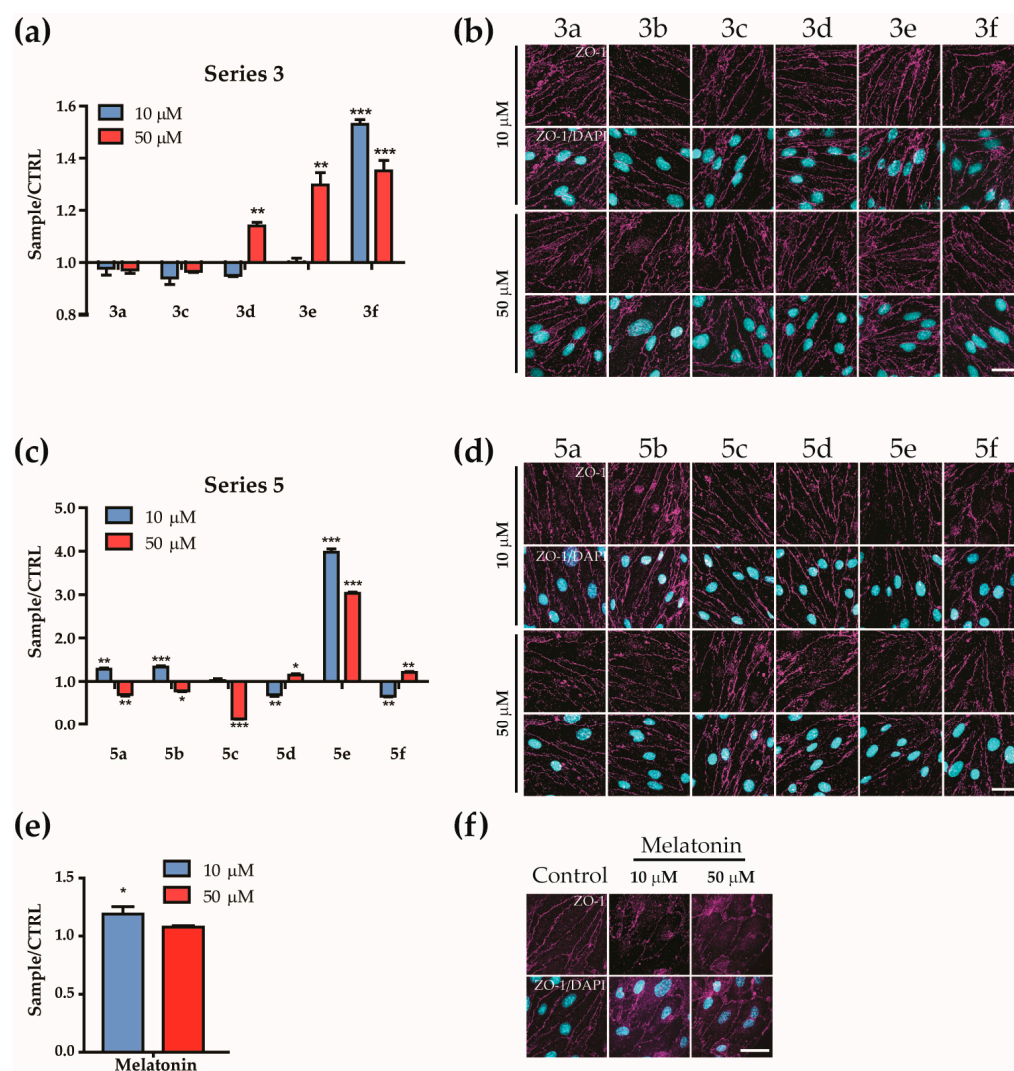 (a)
Series 3
10 μM
50 μM
Sample/CTRL
1.6
1.4
1.2
1.0
0.8
** ** *** ***
3a 3c 3d 3e 3f
(b)
3a 3b 3c 3d 3e 3f
10 μM
50 μM
ZO-1
ZO-1/DAPI
(c)
Series 5
10 μM
50 μM
Sample/CTRL
5.0
4.0
3.0
2.0
1.0
0.0
** ** *** * *** ** * *** *** ** **
5a 5b 5c 5d 5e 5f
(d)
5a 5b 5c 5d 5e 5f
10 μM
50 μM
ZO-1
ZO-1/DAPI
(e)
10 μM
50 μM
Sample/CTRL
1.5
1.0
0.5
0.0
*
Melatonin
(f)
Melatonin
Control 10 μM 50 μM
ZO-1
ZO-1/DAPI